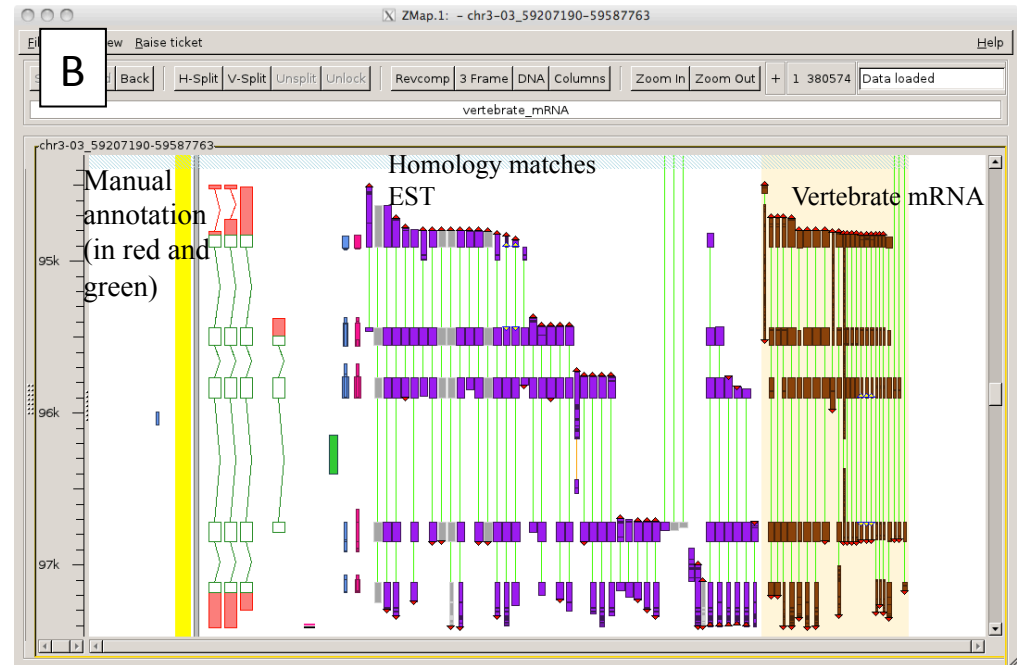 ZMap.1: - chr3-03_59207190-59587763
Raise ticket
Help
B
Back H-Split V-Split Unsplit Unlock Revcomp 3 Frame DNA Columns Zoom In Zoom Out + 1 380574 Data loaded
vertebrate_mRNA
chr3-03_59207190-59587763
Manual
annotation
(in red and
green)
Homology matches
EST
Vertebrate mRNA
95k
96k
97k